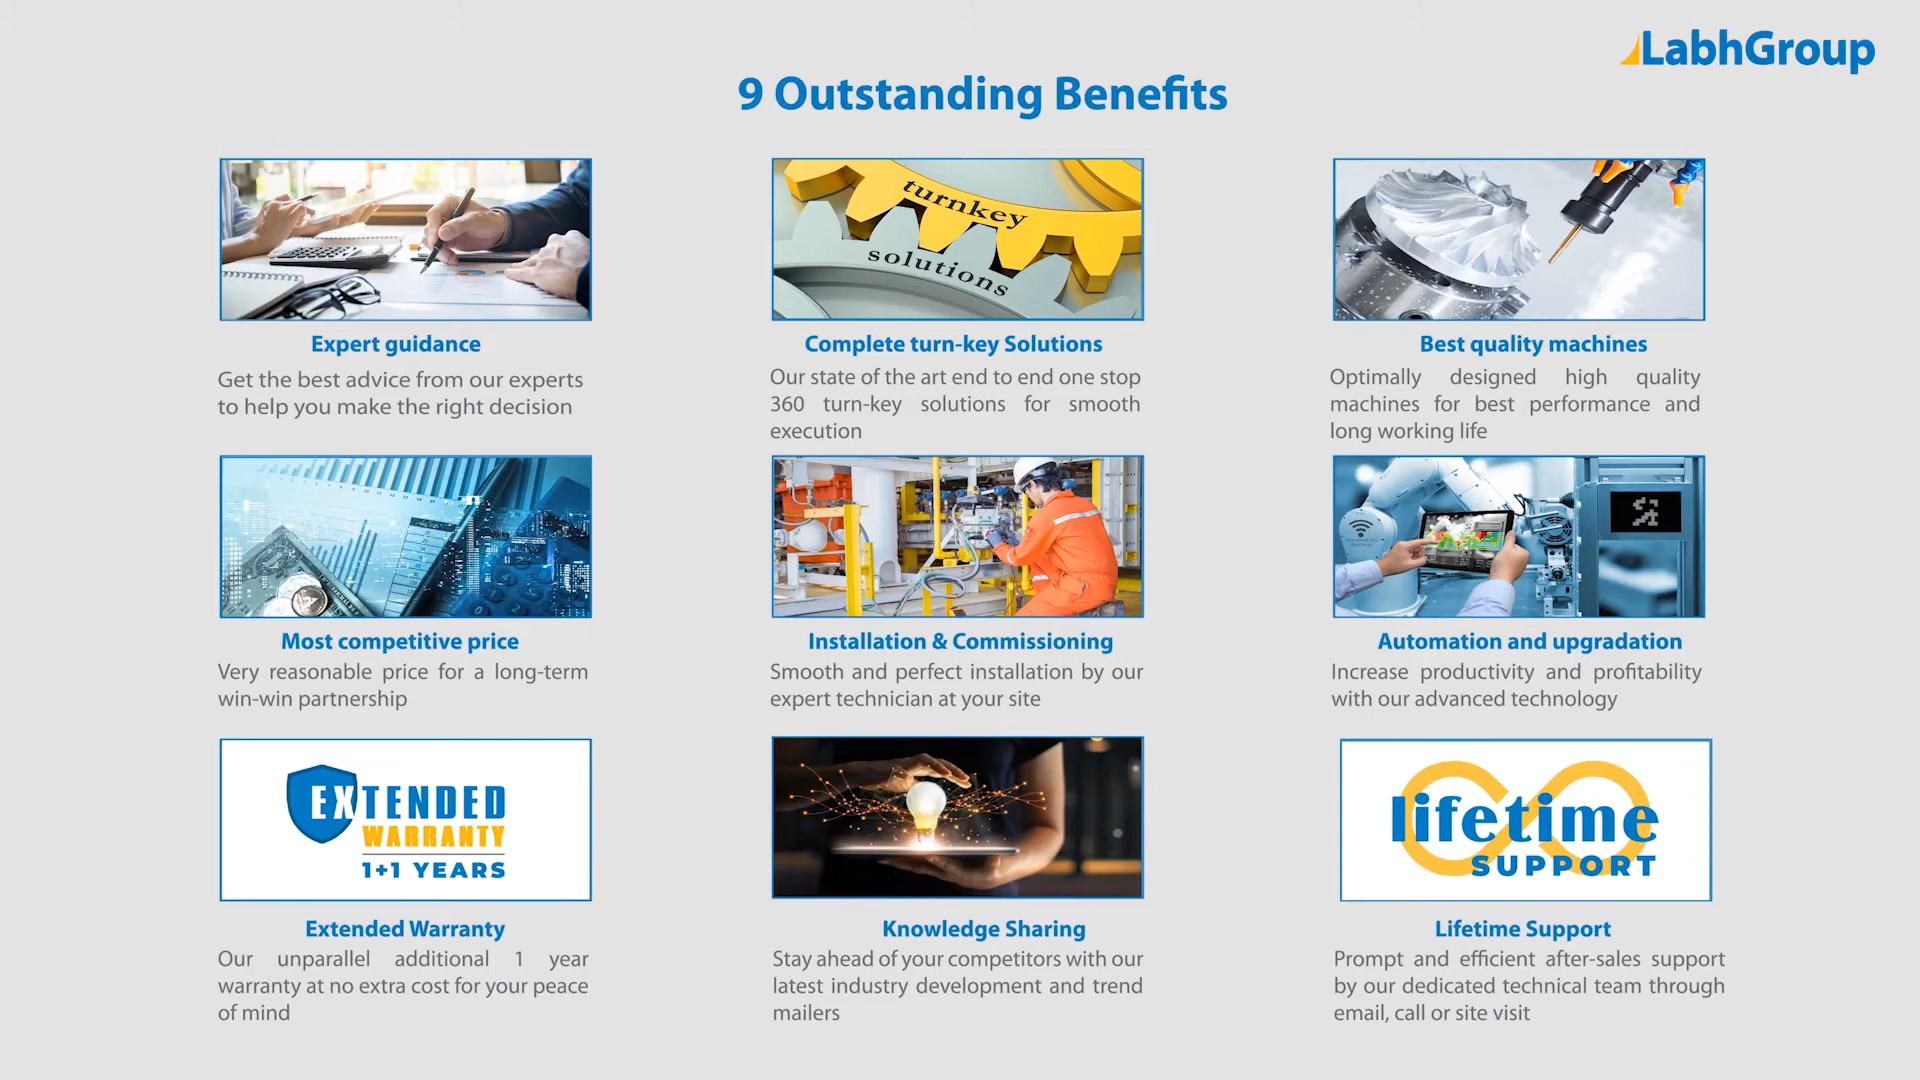 LabhGroup
9 Outstanding Benefits
turnkey
solutions
Expert guidance
Get the best advice from our experts
to help you make the right decision
Complete turn-key Solutions
Our state of the art end to end one stop
360 turn-key solutions for smooth
execution
Best quality machines
Optimally designed high quality
machines for best performance and
long working life
Most competitive price
Very reasonable price for a long-term
win-win partnership
Installation & Commissioning
Smooth and perfect installation by our
expert technician at your site
Automation and upgradation
Increase productivity and profitability
with our advanced technology
EXTENDED
WARRANTY
1+1 YEARS
Extended Warranty
Our unparallel additional 1 year
warranty at no extra cost for your peace
of mind
Knowledge Sharing
Stay ahead of your competitors with our
latest industry development and trend
mailers
lifetime
SUPPORT
Lifetime Support
Prompt and efficient after-sales support
by our dedicated technical team through
email, call or site visit